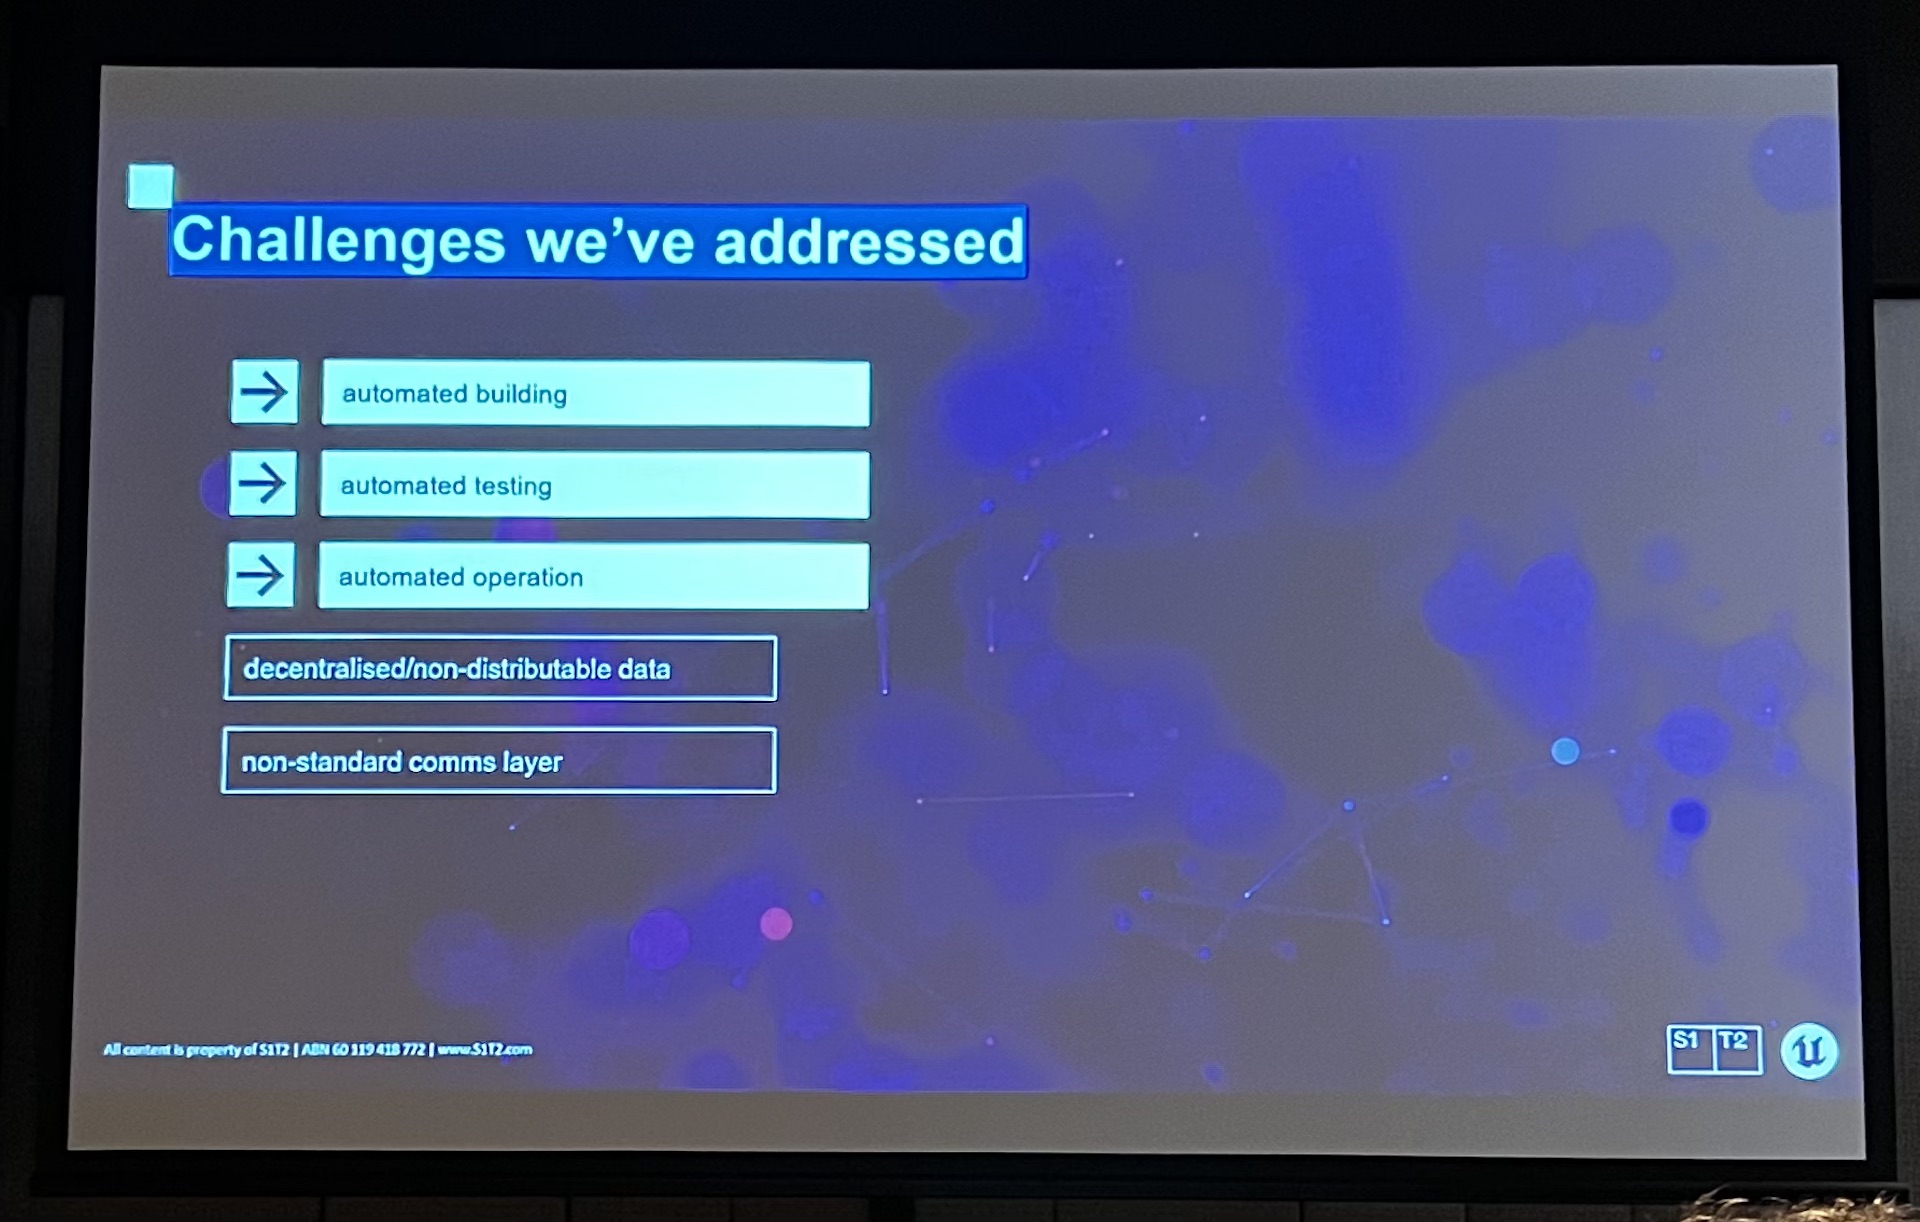 Challenges we've addressed
automated building
automated testing
automated operation
decentralised/non-distributable data
non-standard comms layer
All content is property of S1T2 | ABN 60 119 418 772 | www.S1T2.com
S1 T2